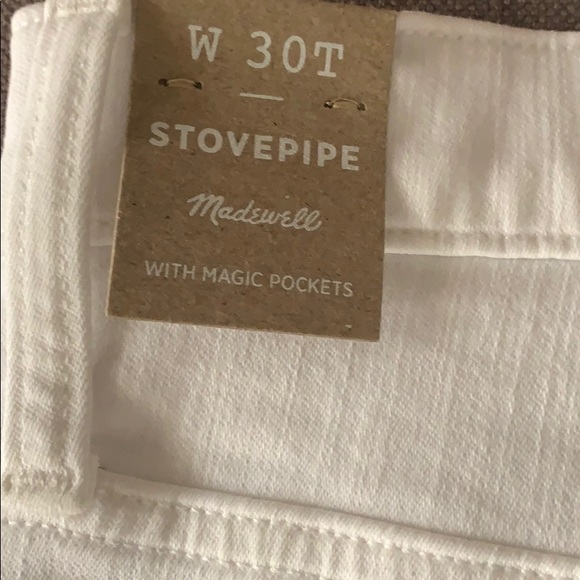 W 30T
STOVEPIPE
Madewell
WITH MAGIC POCKETS